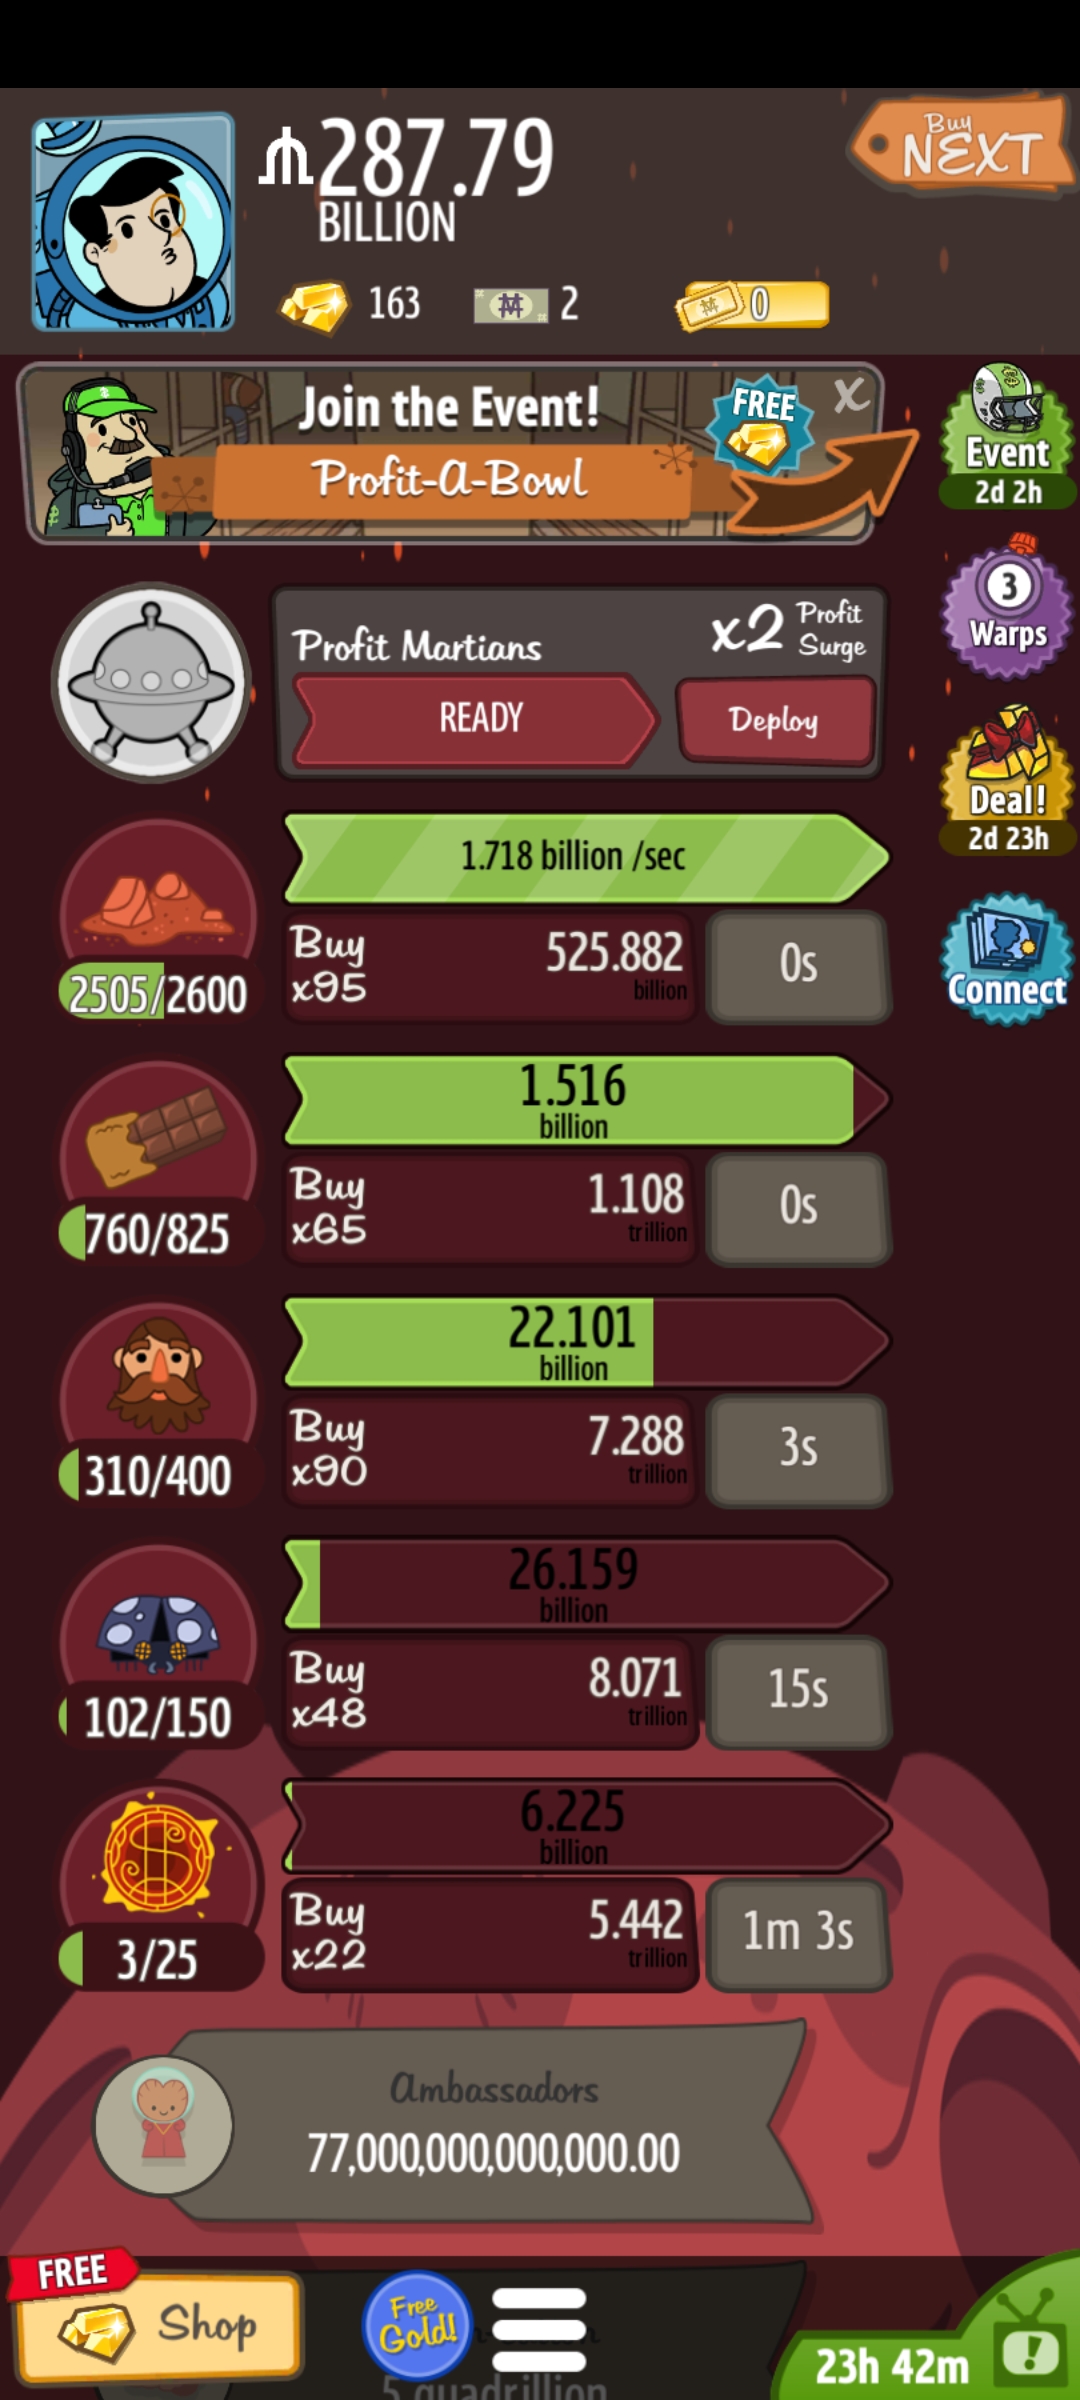 287.79
BILLION
Buy
NEXT
163
2
0
Join the Event!
FREE
X
Profit-A-Bowl
Event
2d 2h
3
Warps
Profit Martians
x2 Profit Surge
READY
Deploy
Deal!
2d 23h
1.718 billion /sec
Buy
x95
525.882
billion
0s
2505/2600
Connect
1.516
billion
Buy
x65
1.108
trillion
0s
760/825
22.101
billion
Buy
x90
7.288
trillion
3s
310/400
26.159
billion
Buy
x48
8.071
trillion
15s
102/150
6.225
billion
Buy
x22
5.442
trillion
1m 3s
3/25
Ambassadors
77,000,000,000,000.00
FREE
Shop
Free
Gold!
23h 42m
5 quadrillion